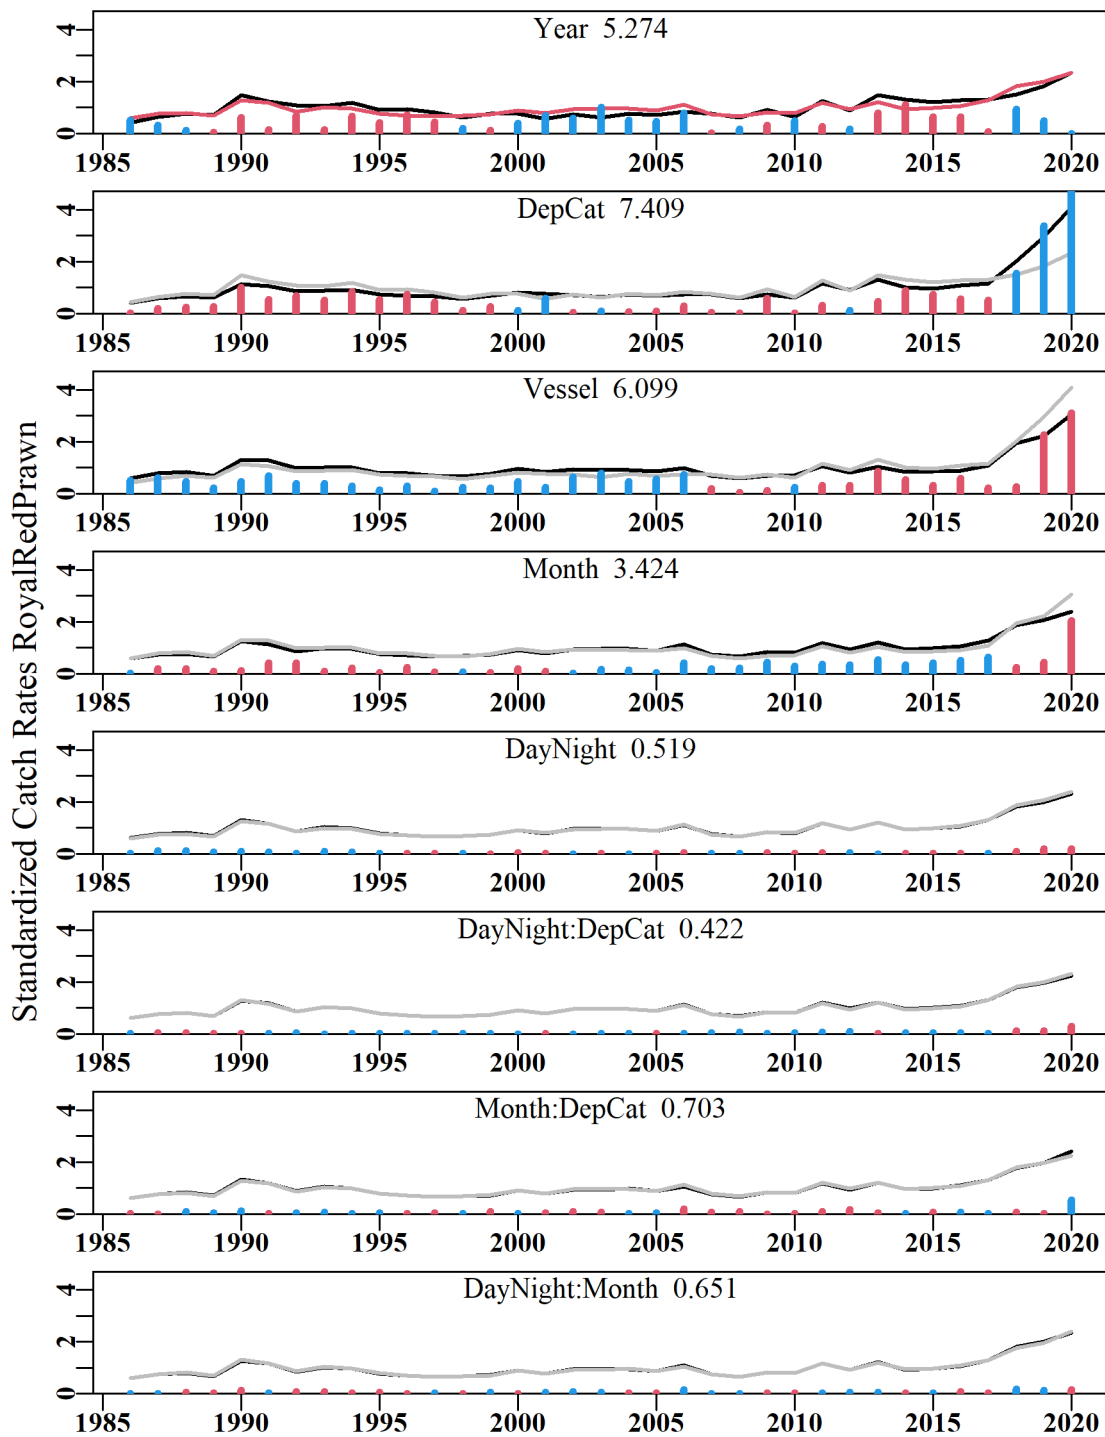 Standardized Catch Rates RoyalRedPrawn
Year 5.274
0 2 4
1985 1990 1995 2000 2005 2010 2015 2020
DepCat 7.409
0 2 4
1985 1990 1995 2000 2005 2010 2015 2020
Vessel 6.099
0 2 4
1985 1990 1995 2000 2005 2010 2015 2020
Month 3.424
0 2 4
1985 1990 1995 2000 2005 2010 2015 2020
DayNight 0.519
0 2 4
1985 1990 1995 2000 2005 2010 2015 2020
DayNight:DepCat 0.422
0 2 4
1985 1990 1995 2000 2005 2010 2015 2020
Month:DepCat 0.703
0 2 4
1985 1990 1995 2000 2005 2010 2015 2020
DayNight:Month 0.651
0 2 4
1985 1990 1995 2000 2005 2010 2015 2020